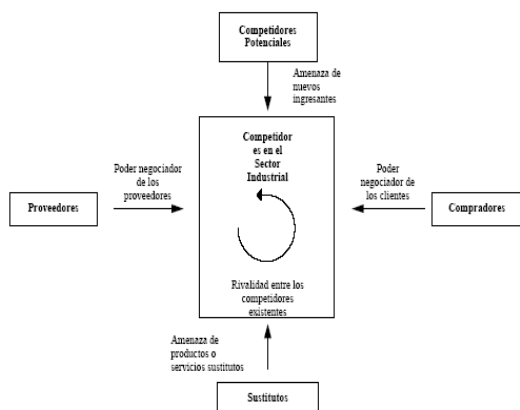 Competidores
Potenciales
Amenaza de
nuevos
ingresantes
Competidor
es en el
Sector
Industrial
Poder negociador
de los
proveedores
Poder
negociador de
los clientes
Proveedores
Compradores
Rivalidad entre los
competidores
existentes
Amenaza de
productos o
servicios sustitutos
Sustitutos